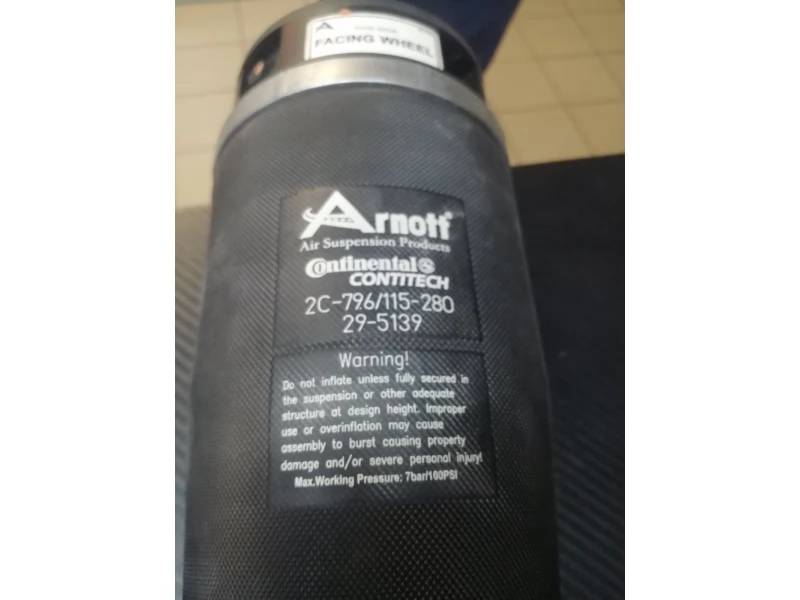 FACING WHEEL
Arnott®
Air Suspension Products
Continental
CONTITECH
2C-79.6/115-280
29-5139
Warning!
Do not inflate unless fully secured in
the suspension or other adequate
structure at design height. Improper
use or overinflation may cause
assembly to burst causing property
damage and/or severe personal injury!
Max.Working Pressure: 7bar/100PSI